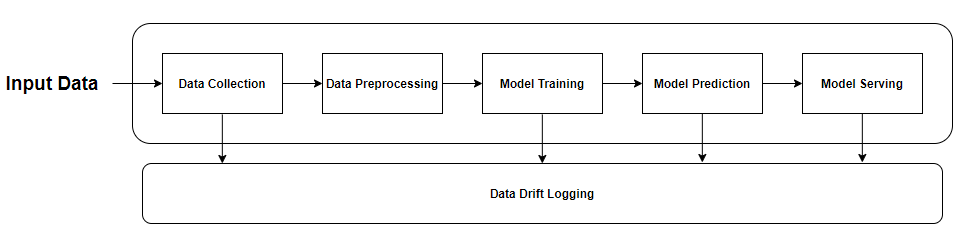 Input Data
Data Collection
Data Preprocessing
Model Training
Model Prediction
Model Serving
Data Drift Logging